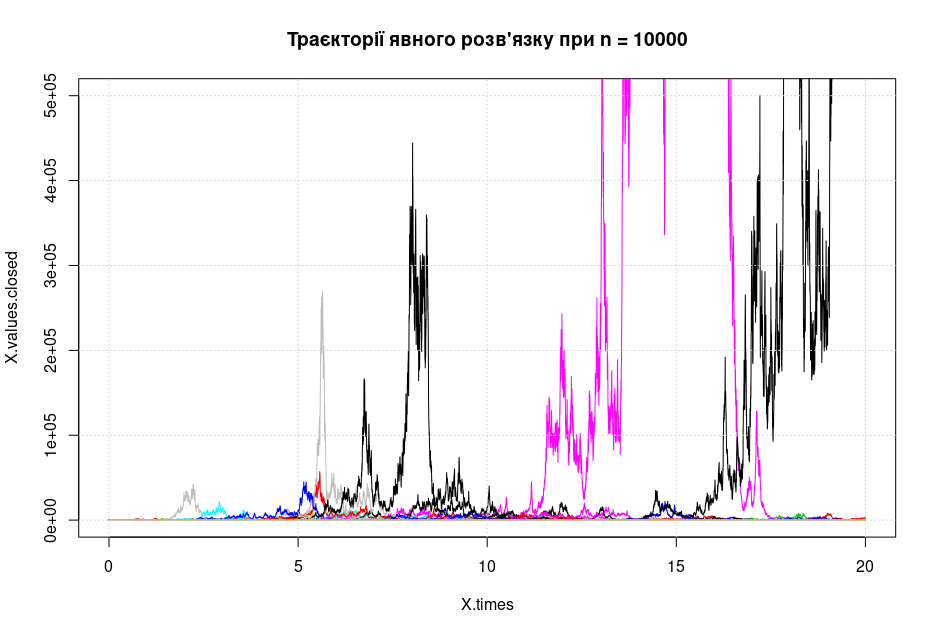 Траєкторії явного розв'язку при n = 10000
X.values.closed
5e+05
4e+05
3e+05
2e+05
1e+05
0e+00
0 5 10 15 20
X.times